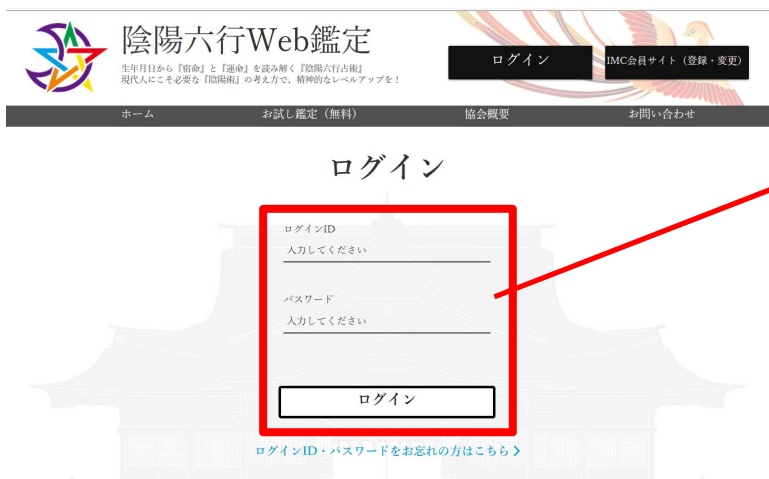 陰陽六行Web鑑定
生年月日から『宿命』と『運命』を読み解く『陰陽六行占術』
現代人にこそ必要な『陰陽術』の考え方で、精神的なレベルアップを！
ログイン
IMC会員サイト（登録・変更）
ホーム
お試し鑑定（無料）
協会概要
お問い合わせ
ログイン
ログインID
入力してください
パスワード
入力してください
ログイン
ログインID・パスワードをお忘れの方はこちら